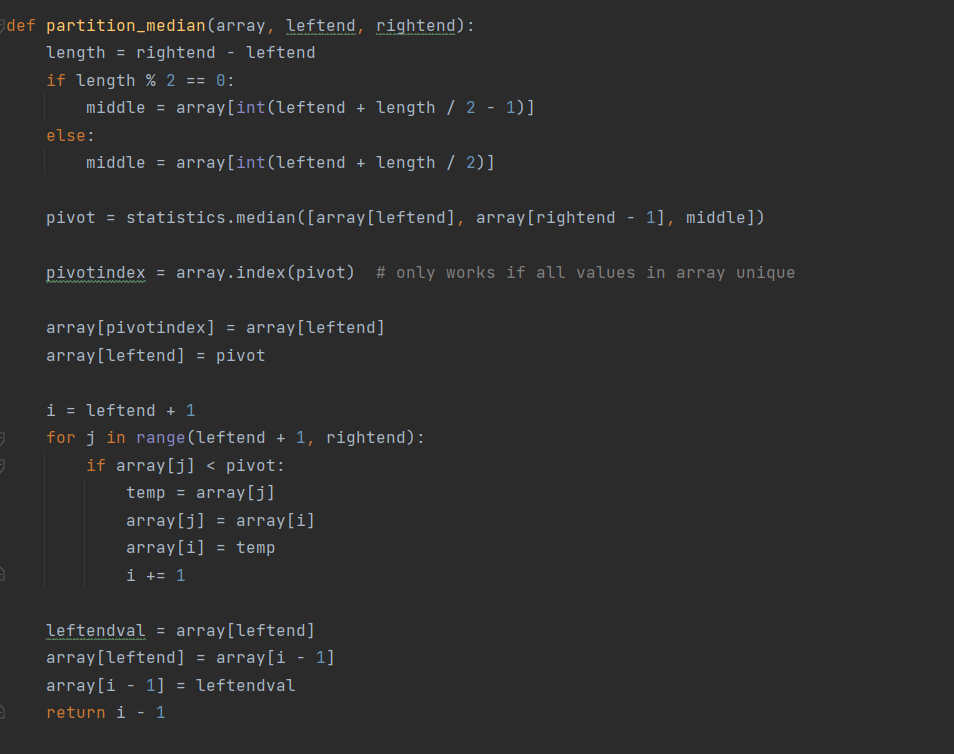 def partition_median(array, leftend, rightend):
    length = rightend - leftend
    if length % 2 == 0:
        middle = array[int(leftend + length / 2 - 1)]
    else:
        middle = array[int(leftend + length / 2)]

    pivot = statistics.median([array[leftend], array[rightend - 1], middle])

    pivotindex = array.index(pivot)  # only works if all values in array unique

    array[pivotindex] = array[leftend]
    array[leftend] = pivot

    i = leftend + 1
    for j in range(leftend + 1, rightend):
        if array[j] < pivot:
            temp = array[j]
            array[j] = array[i]
            array[i] = temp
            i += 1

    leftendval = array[leftend]
    array[leftend] = array[i - 1]
    array[i - 1] = leftendval
    return i - 1